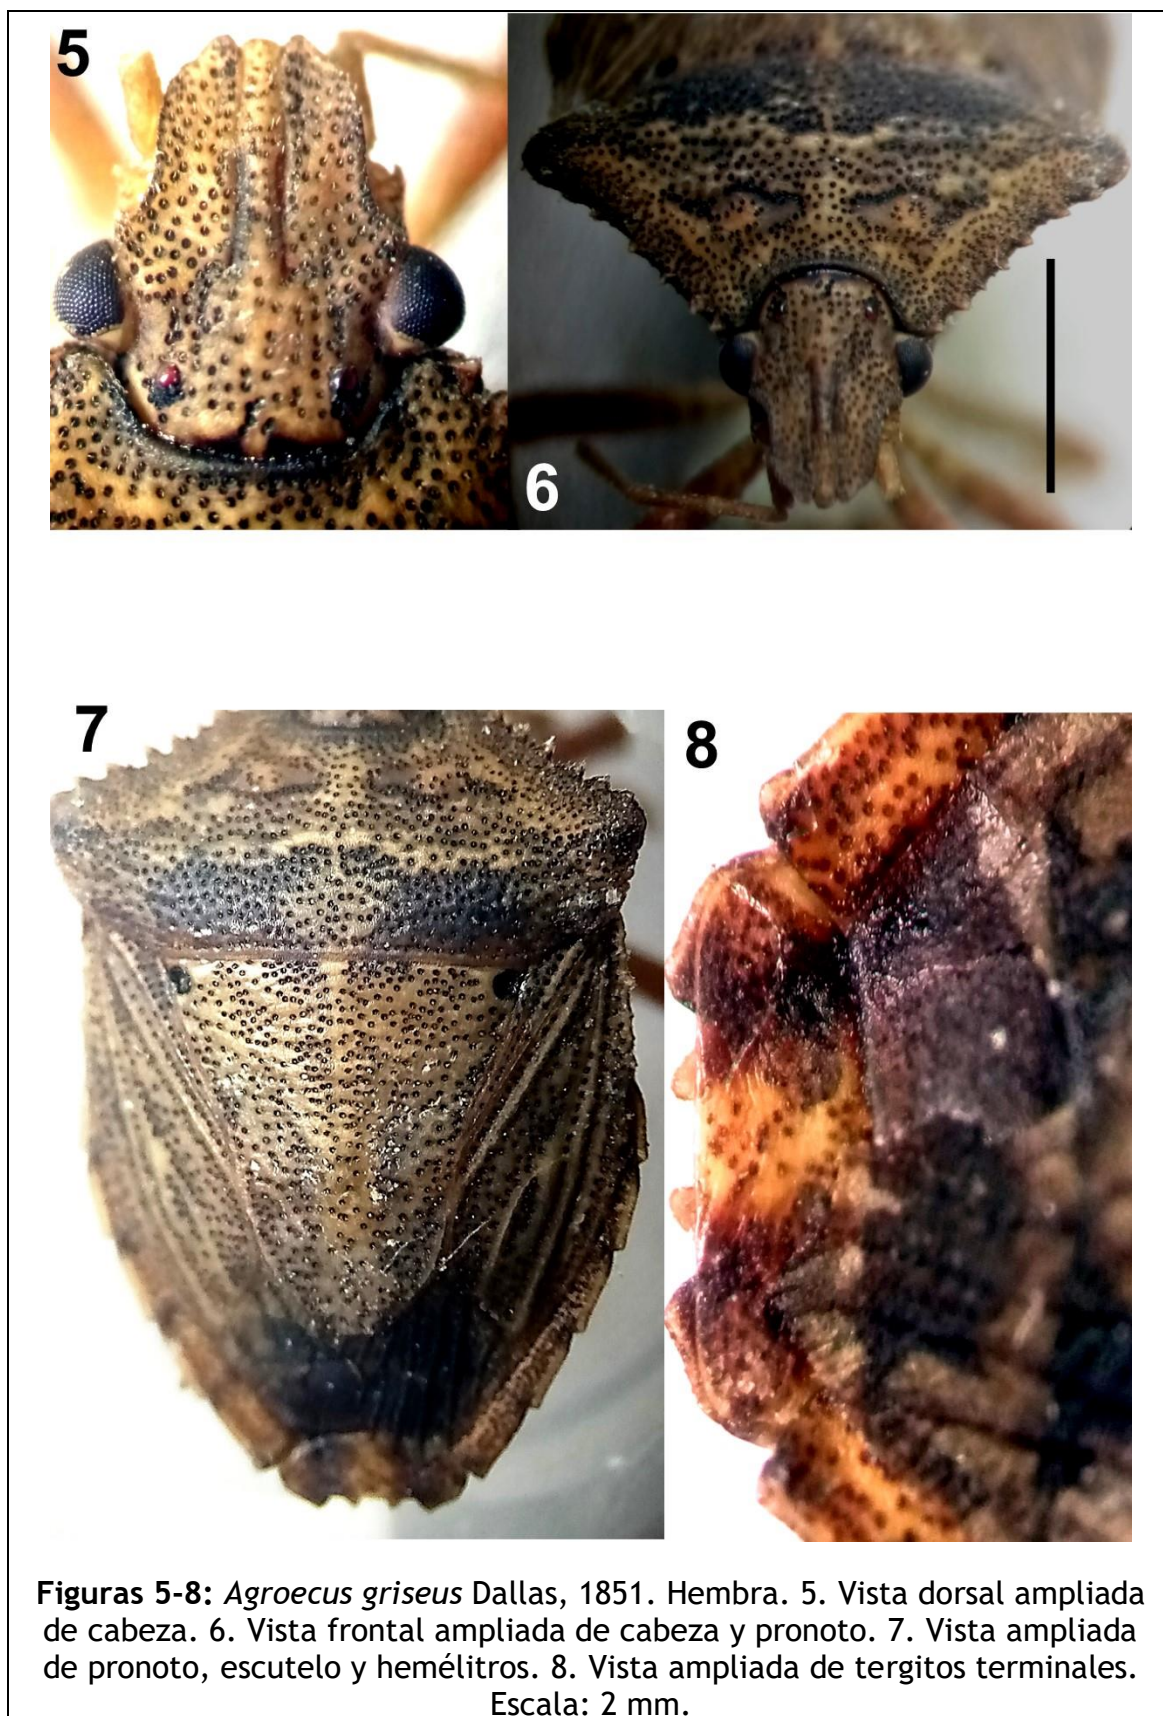 5
6
7
8
Figuras 5-8: Agroecus griseus Dallas, 1851. Hembra. 5. Vista dorsal ampliada
de cabeza. 6. Vista frontal ampliada de cabeza y pronoto. 7. Vista ampliada
de pronoto, escutelo y hemélitros. 8. Vista ampliada de tergitos terminales.
Escala: 2 mm.